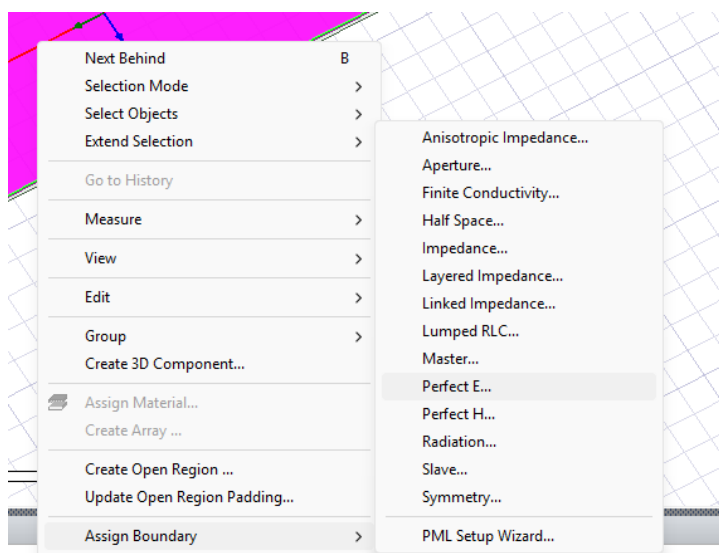 Next Behind B
Selection Mode
Select Objects
Extend Selection
Go to History
Measure
View
Edit
Group
Create 3D Component...
Assign Material...
Create Array ...
Create Open Region ...
Update Open Region Padding...
Assign Boundary
Anisotropic Impedance...
Aperture...
Finite Conductivity...
Half Space...
Impedance...
Layered Impedance...
Linked Impedance...
Lumped RLC...
Master...
Perfect E...
Perfect H...
Radiation...
Slave...
Symmetry...
PML Setup Wizard...